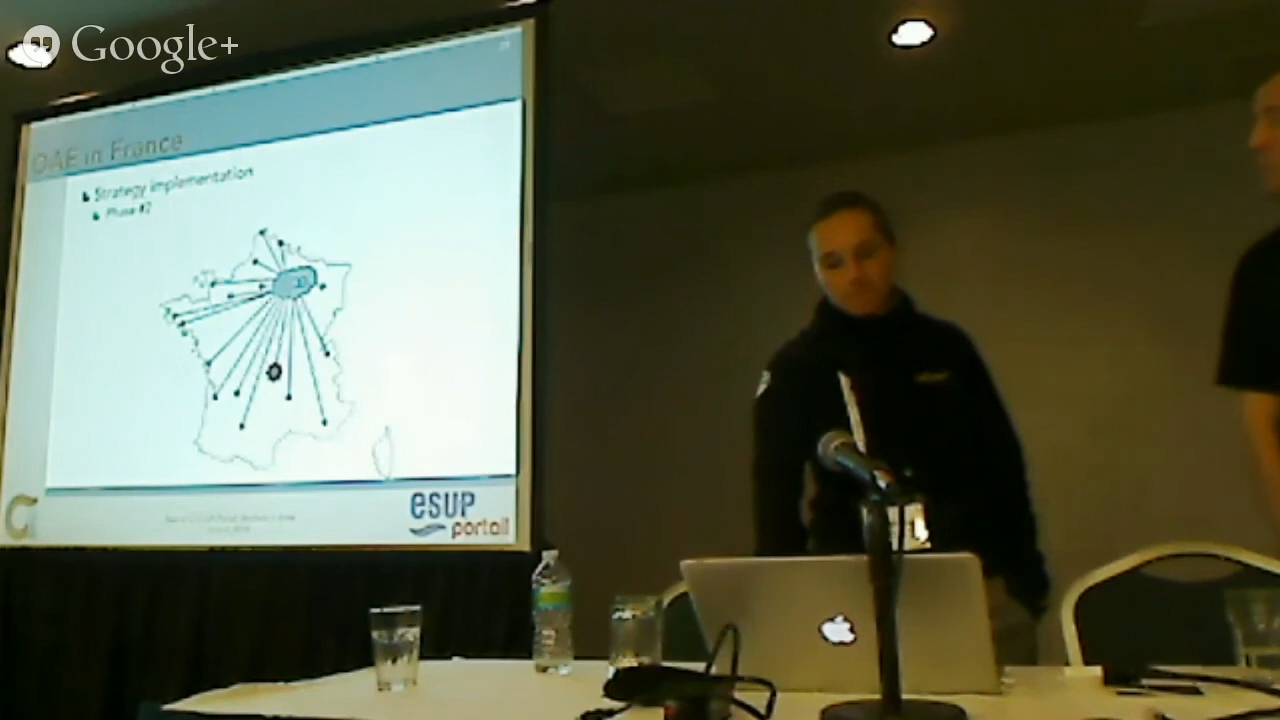 Google+
OAE in France
Strategy implementation
Phase #2
esup
portail